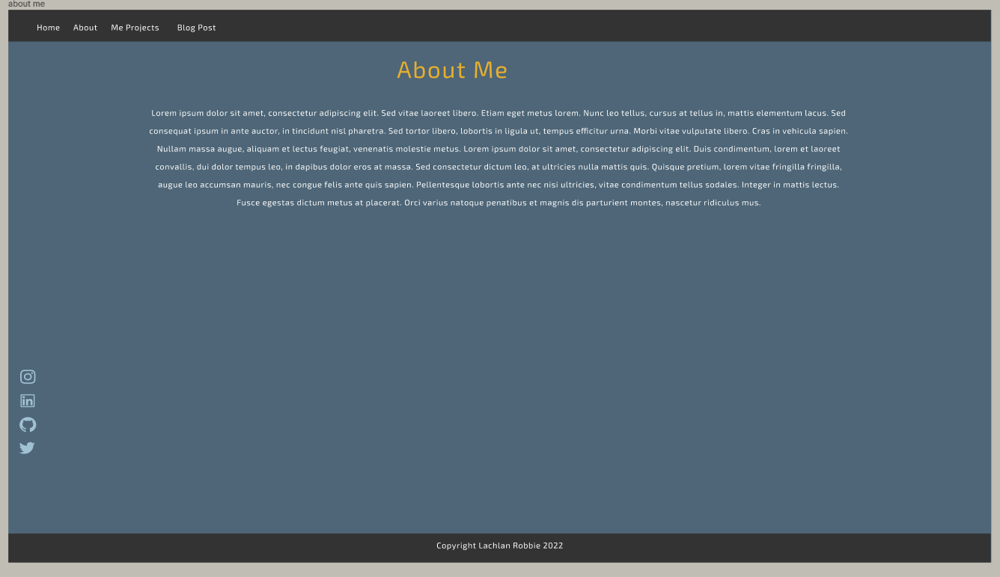 about me
Home About Me Projects Blog Post
About Me
Lorem ipsum dolor sit amet, consectetur adipiscing elit. Sed vitae laoreet libero. Etiam eget metus lorem. Nunc leo tellus, cursus at tellus in, mattis elementum lacus. Sed
consequat ipsum in ante auctor, in tincidunt nisl pharetra. Sed tortor libero, lobortis in ligula ut, tempus efficitur urna. Morbi vitae vulputate libero. Cras in vehicula sapien.
Nullam massa augue, aliquam et lectus feugiat, venenatis molestie metus. Lorem ipsum dolor sit amet, consectetur adipiscing elit. Duis condimentum, lorem et laoreet
convallis, dui dolor tempus leo, in dapibus dolor eros at massa. Sed consectetur dictum leo, at ultricies nulla mattis quis. Quisque pretium, lorem vitae fringilla fringilla,
augue leo accumsan mauris, nec congue felis ante quis sapien. Pellentesque lobortis ante nec nisi ultricies, vitae condimentum tellus sodales. Integer in mattis lectus.
Fusce egestas dictum metus at placerat. Orci varius natoque penatibus et magnis dis parturient montes, nascetur ridiculus mus.
in
Copyright Lachlan Robbie 2022